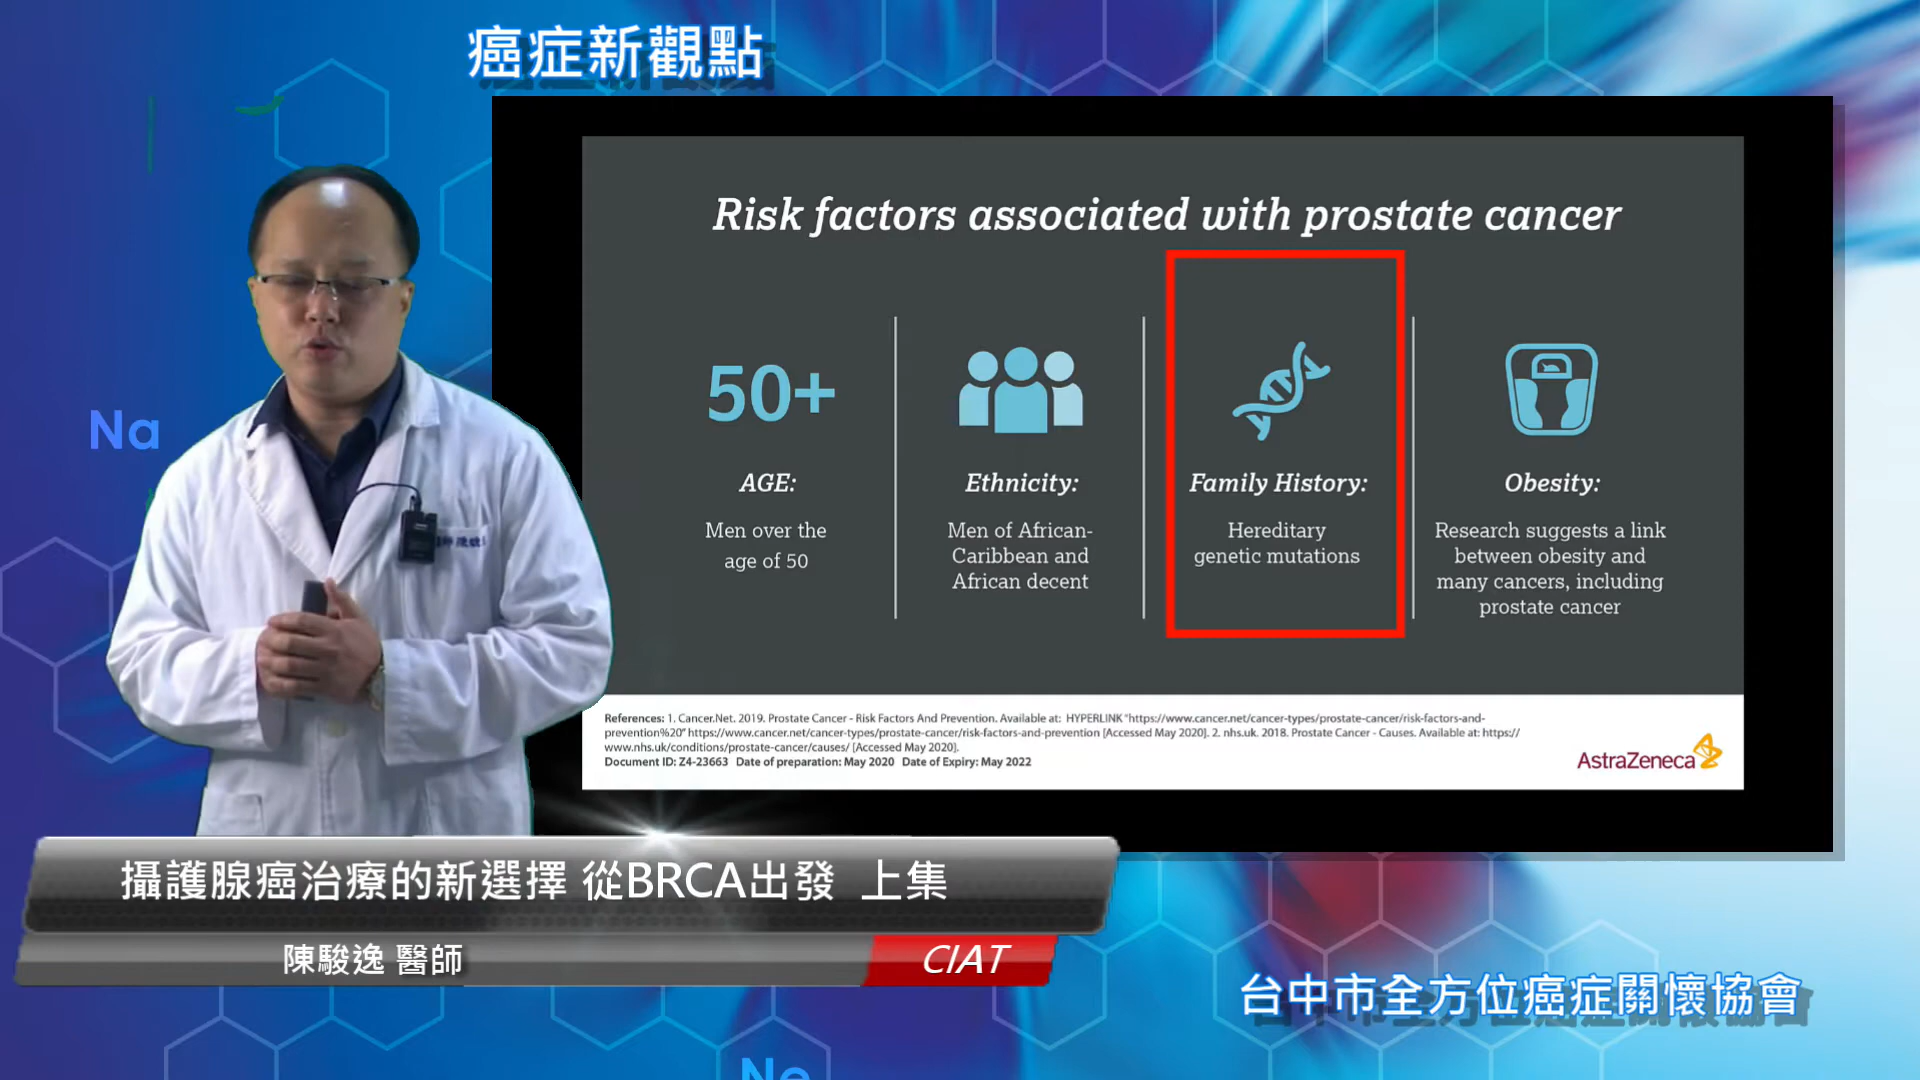 癌症新觀點
Risk factors associated with prostate cancer
50+
AGE:
Men over the
age of 50
Ethnicity:
Men of African-
Caribbean and
African decent
Family History:
Hereditary
genetic mutations
Obesity:
Research suggests a link
between obesity and
many cancers, including
prostate cancer
References: 1. Cancer.Net. 2019. Prostate Cancer - Risk Factors And Prevention. Available at: HYPERLINK "https://www.cancer.net/cancer-types/prostate-cancer/risk-factors-and-
prevention%20" https://www.cancer.net/cancer-types/prostate-cancer/risk-factors-and-prevention [Accessed May 2020]. 2. nhs.uk. 2018. Prostate Cancer - Causes. Available at: https://
www.nhs.uk/conditions/prostate-cancer/causes/ [Accessed May 2020].
Document ID: Z4-23663 Date of preparation: May 2020 Date of Expiry: May 2022
AstraZeneca
Na
攝護腺癌治療的新選擇 從BRCA出發 上集
陳駿逸 醫師
CIAT
台中市全方位癌症關懷協會
Ne